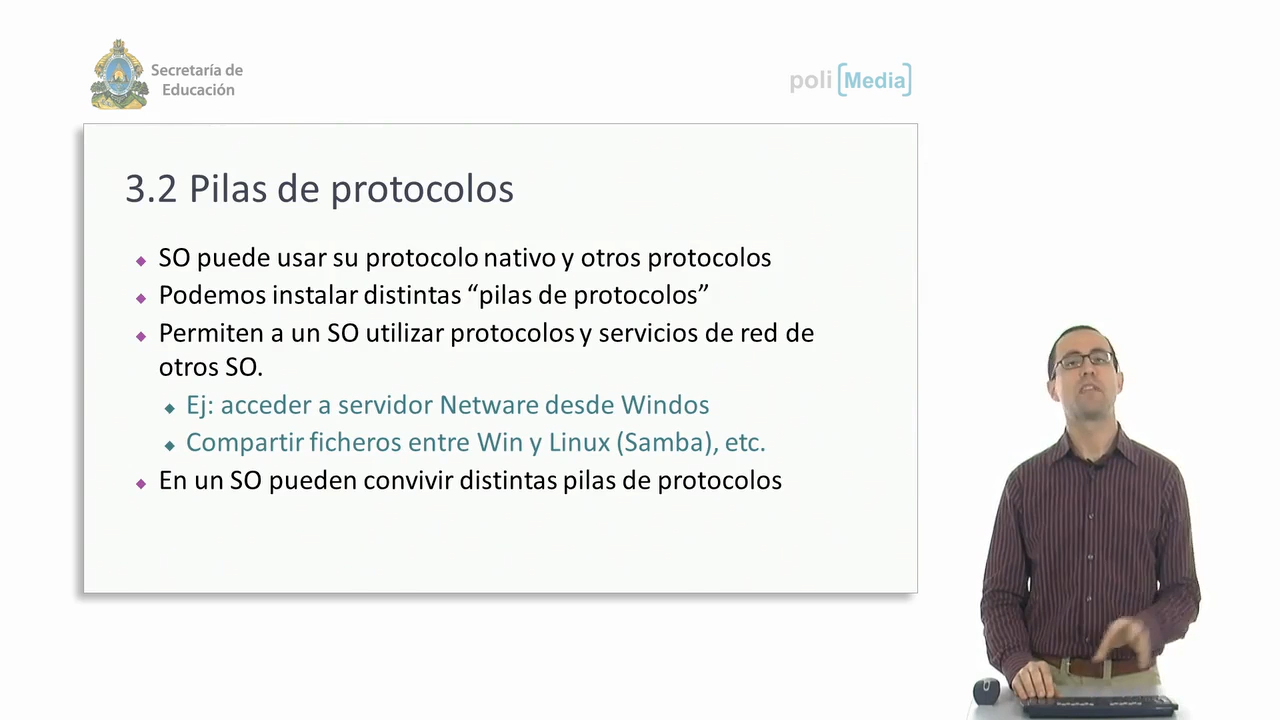 Secretaría de
Educación
poli [Media]
3.2 Pilas de protocolos
SO puede usar su protocolo nativo y otros protocolos
Podemos instalar distintas “pilas de protocolos”
Permiten a un SO utilizar protocolos y servicios de red de
otros SO.
Ej: acceder a servidor Netware desde Windos
Compartir ficheros entre Win y Linux (Samba), etc.
En un SO pueden convivir distintas pilas de protocolos